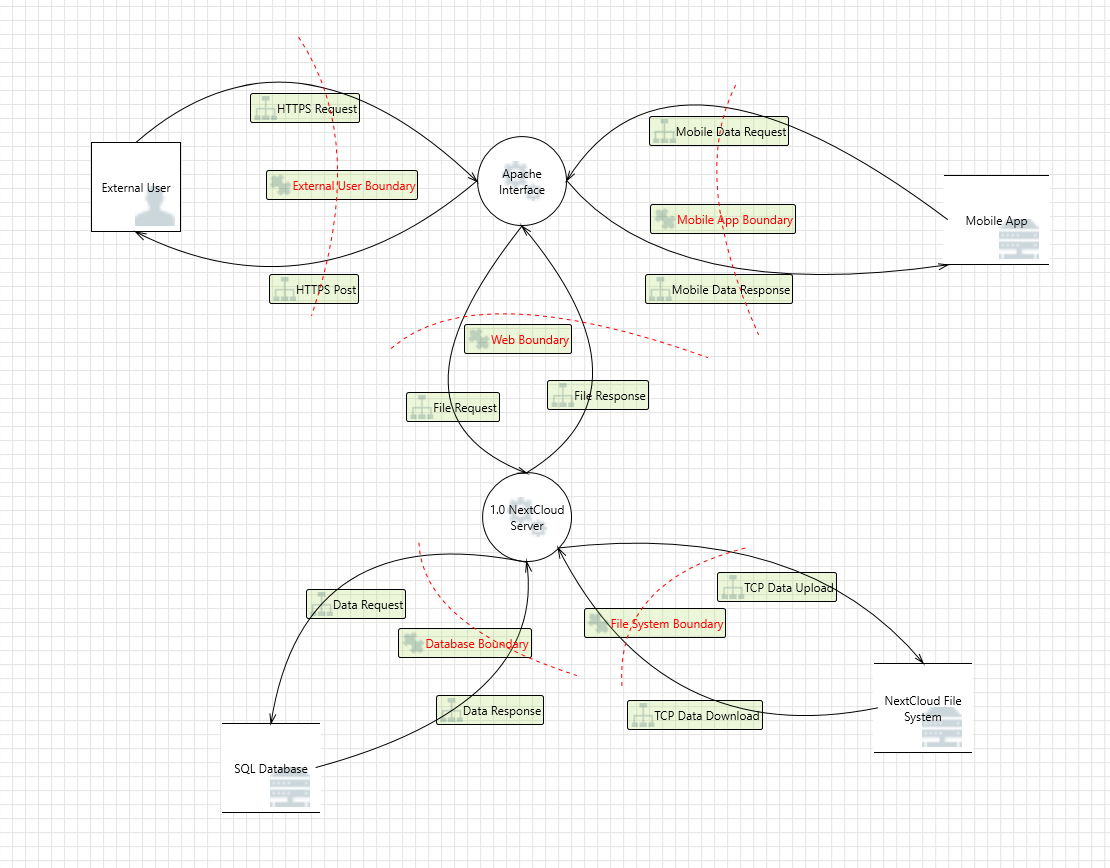 HTTPS Request
Mobile Data Request
Apache
Interface
External User
External User Boundary
Mobile App Boundary
Mobile App
HTTPS Post
Mobile Data Response
Web Boundary
File Response
File Request
1.0 NextCloud
Server
TCP Data Upload
Data Request
File System Boundary
Database Boundary
NextCloud File
System
Data Response
TCP Data Download
SQL Database